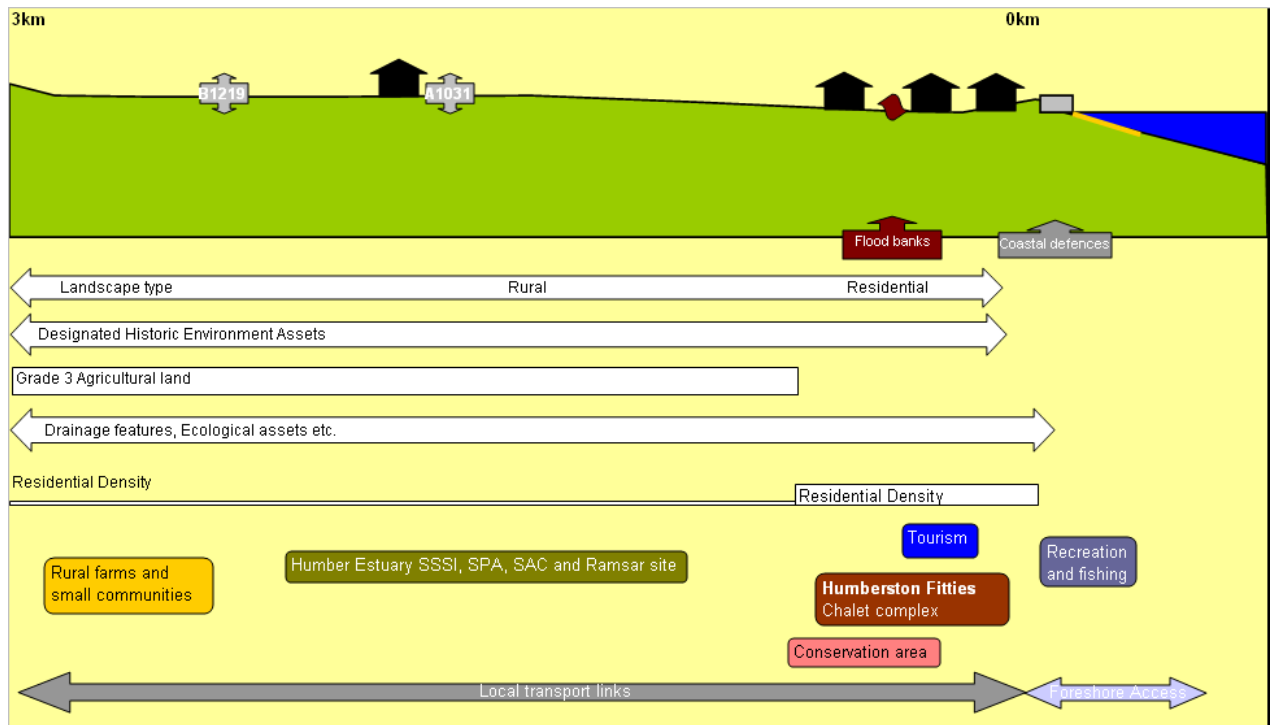 3km
0km
B1219
A1031
Flood banks
Coastal defences
Landscape type
Rural
Residential
Designated Historic Environment Assets
Grade 3 Agricultural land
Drainage features, Ecological assets etc.
Residential Density
Residential Density
Tourism
Humber Estuary SSSI, SPA, SAC and Ramsar site
Recreation
and fishing
Rural farms and
small communities
Humberston Fitties
Chalet complex
Conservation area
Local transport links
Foreshore Access